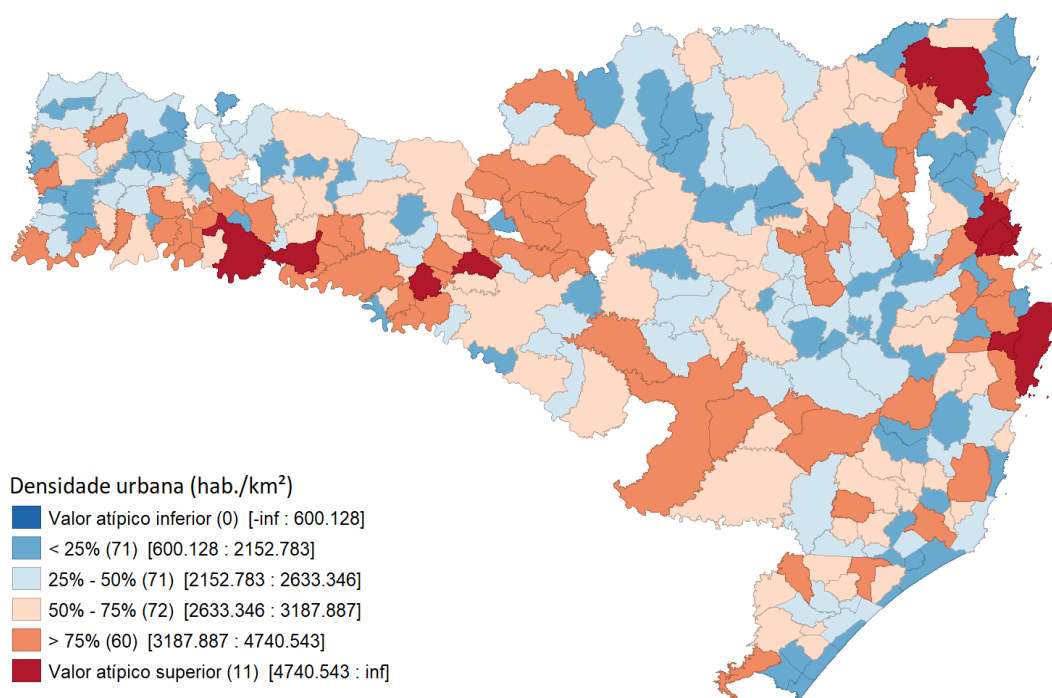 Densidade urbana (hab./km²)
Valor atípico inferior (0) [-inf : 600.128]
< 25% (71) [600.128 : 2152.783]
25% - 50% (71) [2152.783 : 2633.346]
50% - 75% (72) [2633.346 : 3187.887]
> 75% (60) [3187.887 : 4740.543]
Valor atípico superior (11) [4740.543 : inf]